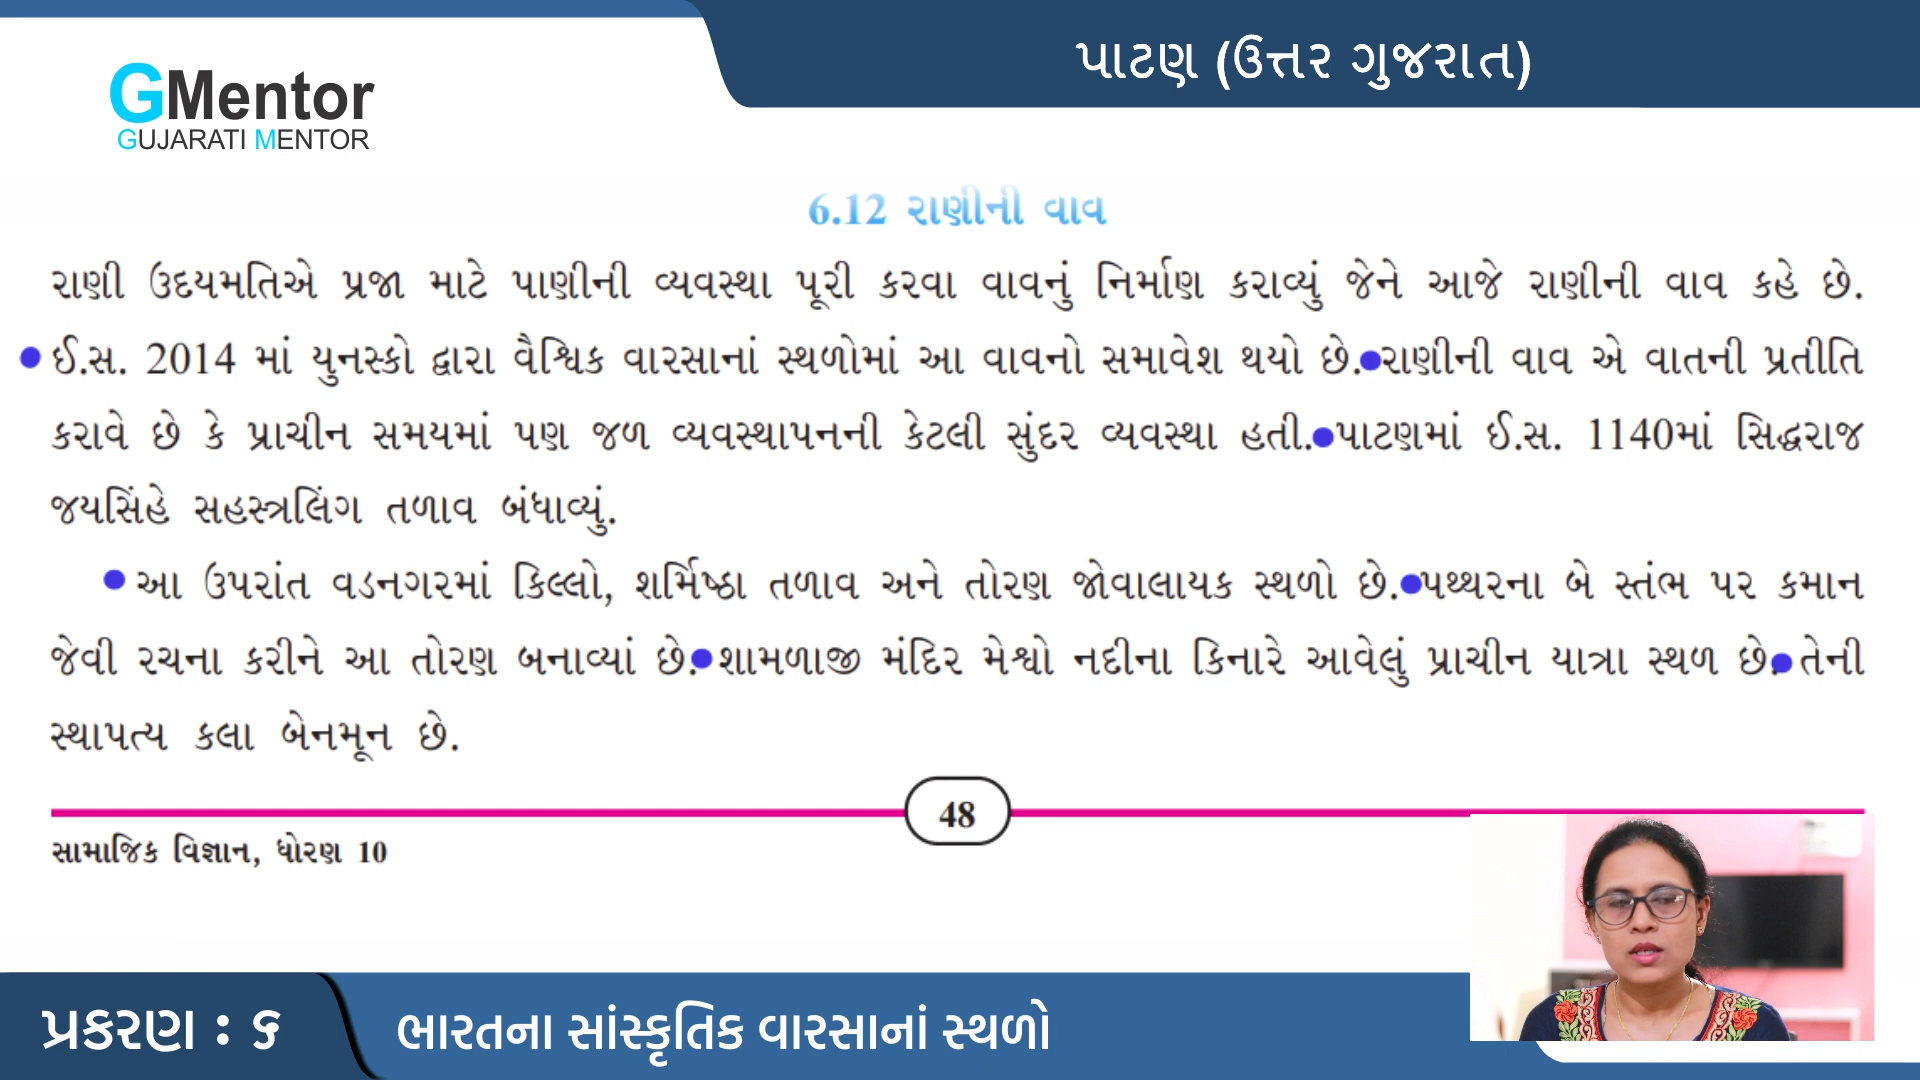 પાટણ (ઉત્તર ગુજરાત)
GMentor
GUJARATI MENTOR
6.12 રાણીની વાવ
રાણી ઉદયમતિએ પ્રજા માટે પાણીની વ્યવસ્થા પૂરી કરવા વાવનું નિર્માણ કરાવ્યું જેને આજે રાણીની વાવ કહે છે.
ઈ.સ. 2014 માં યુનસ્કો દ્વારા વૈશ્વિક વારસાનાં સ્થળોમાં આ વાવનો સમાવેશ થયો છે. રાણીની વાવ એ વાતની પ્રતીતિ
કરાવે છે કે પ્રાચીન સમયમાં પણ જળ વ્યવસ્થાપનની કેટલી સુંદર વ્યવસ્થા હતી. પાટણમાં ઈ.સ. 1140માં સિદ્ધરાજ
જયસિંહે સહસ્ત્રલિંગ તળાવ બંધાવ્યું.
આ ઉપરાંત વડનગરમાં કિલ્લો, શર્મિષ્ઠા તળાવ અને તોરણ જોવાલાયક સ્થળો છે. પથ્થરના બે સ્તંભ પર કમાન
જેવી રચના કરીને આ તોરણ બનાવ્યાં છે. શામળાજી મંદિર મેશ્વો નદીના કિનારે આવેલું પ્રાચીન યાત્રા સ્થળ છે. તેની
સ્થાપત્ય કલા બેનમૂન છે.
48
સામાજિક વિજ્ઞાન, ધોરણ 10
પ્રકરણ : ૬
ભારતના સાંસ્કૃતિક વારસાનાં સ્થળો